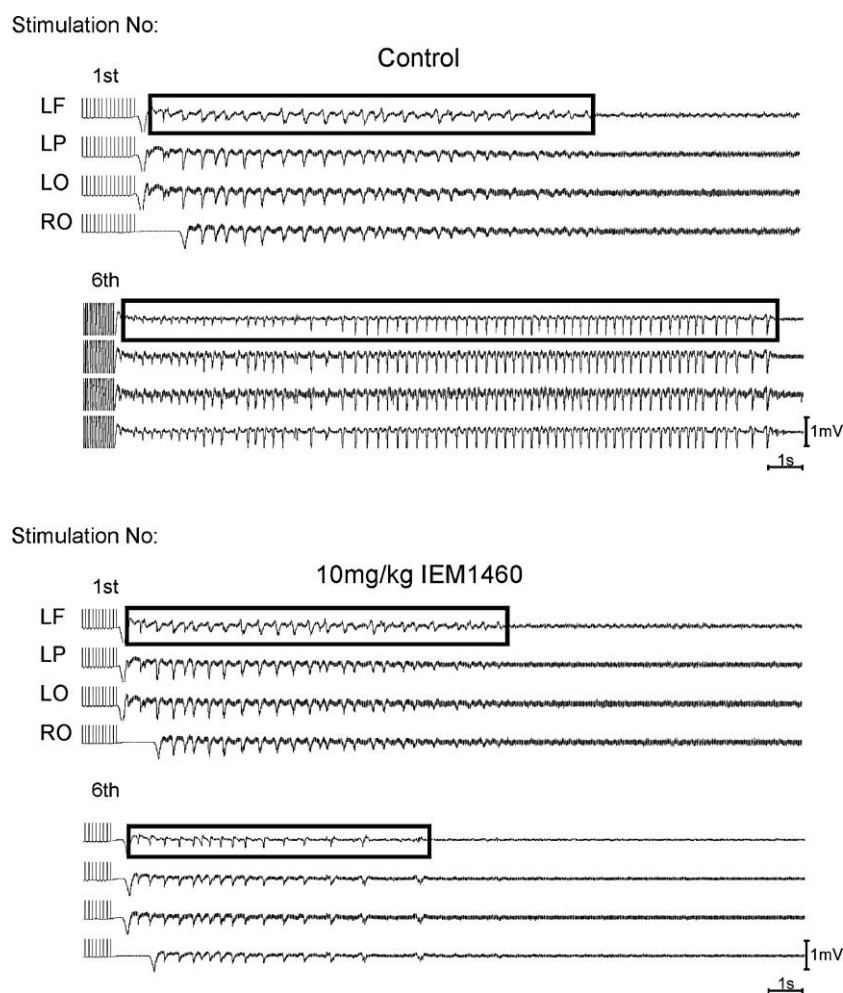 Stimulation No:
Control
1st
LF
LP
LO
RO
6th
1mV
1s
Stimulation No:
10mg/kg IEM1460
1st
LF
LP
LO
RO
6th
1mV
1s